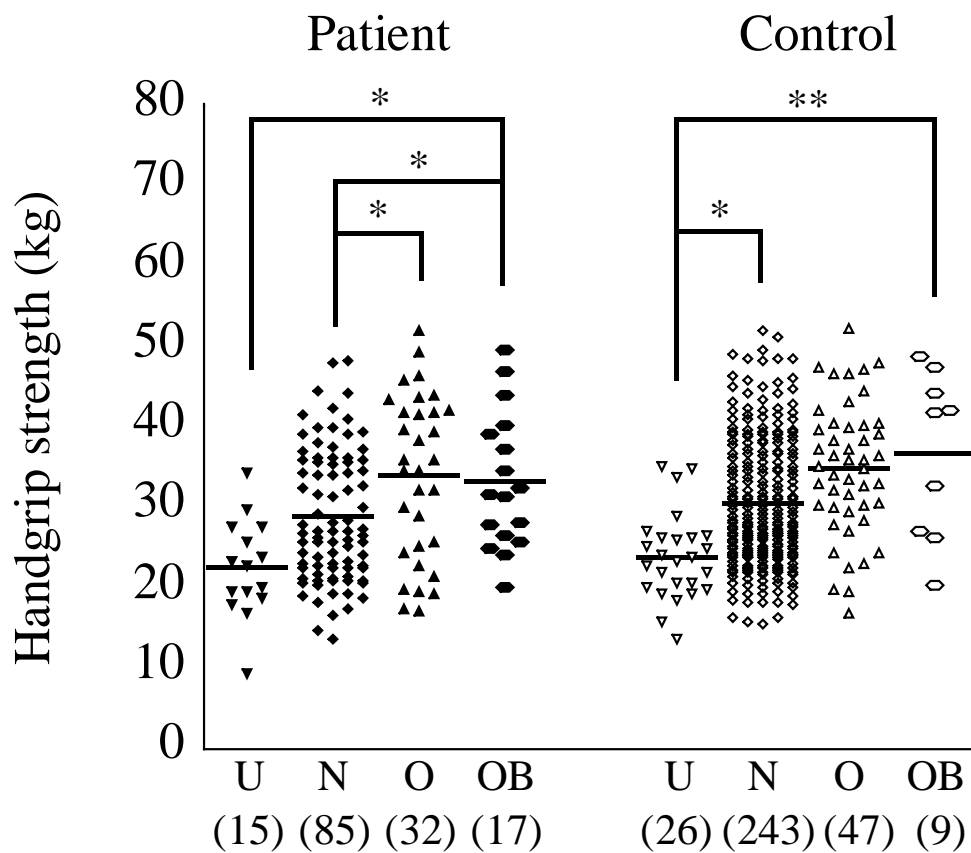 Patient Control
Handgrip strength (kg)
80
70
60
50
40
30
20
10
0
* * * * **
U N O OB U N O OB
(15) (85) (32) (17) (26) (243) (47) (9)